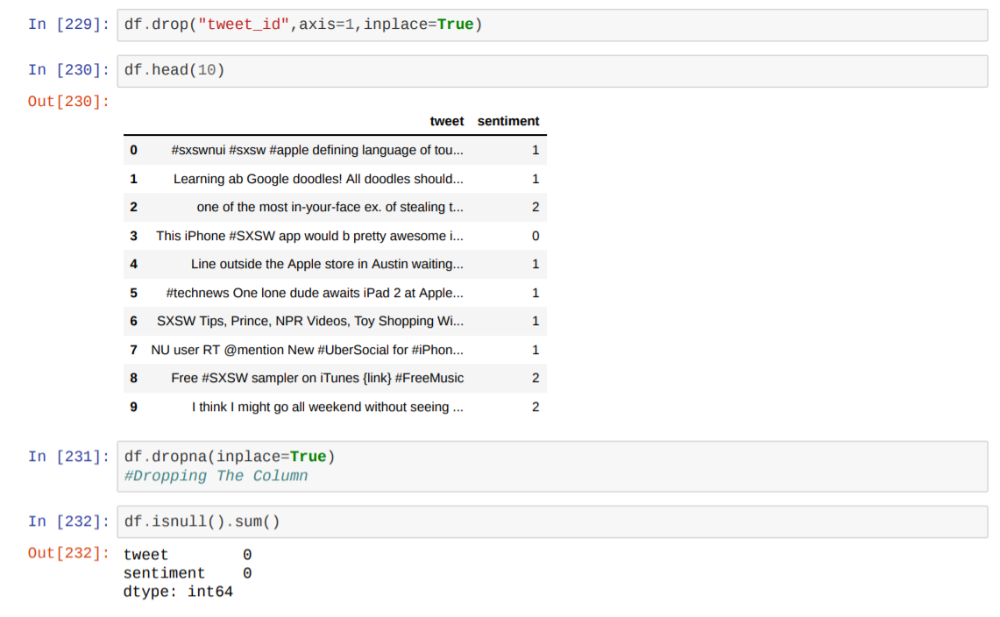 In [229]: df.drop("tweet_id",axis=1,inplace=True)
In [230]: df.head(10)
Out[230]:
tweet sentiment
0 #sxswnui #sxsw #apple defining language of tou... 1
1 Learning ab Google doodles! All doodles should... 1
2 one of the most in-your-face ex. of stealing t... 2
3 This iPhone #SXSW app would b pretty awesome i... 0
4 Line outside the Apple store in Austin waiting... 1
5 #technews One lone dude awaits iPad 2 at Apple... 1
6 SXSW Tips, Prince, NPR Videos, Toy Shopping Wi... 1
7 NU user RT @mention New #UberSocial for #iPhon... 1
8 Free #SXSW sampler on iTunes {link} #FreeMusic 2
9 I think I might go all weekend without seeing ... 2
In [231]: df.dropna(inplace=True)
#Dropping The Column
In [232]: df.isnull().sum()
Out[232]: tweet 0
sentiment 0
dtype: int64